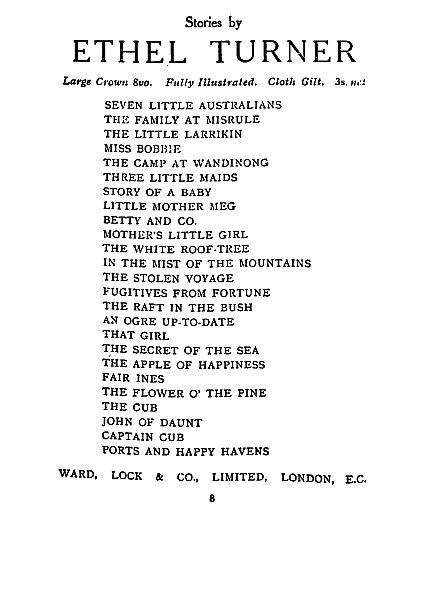 Stories by
ETHEL TURNER
Large Crown 8vo. Fully Illustrated. Cloth Gilt, 3s. net
SEVEN LITTLE AUSTRALIANS
THE FAMILY AT MISRULE
THE LITTLE LARRIKIN
MISS BOBBIE
THE CAMP AT WANDINONG
THREE LITTLE MAIDS
STORY OF A BABY
LITTLE MOTHER MEG
BETTY AND CO.
MOTHER'S LITTLE GIRL
THE WHITE ROOF-TREE
IN THE MIST OF THE MOUNTAINS
THE STOLEN VOYAGE
FUGITIVES FROM FORTUNE
THE RAFT IN THE BUSH
AN OGRE UP-TO-DATE
THAT GIRL
THE SECRET OF THE SEA
THE APPLE OF HAPPINESS
FAIR INES
THE FLOWER O' THE PINE
THE CUB
JOHN OF DAUNT
CAPTAIN CUB
PORTS AND HAPPY HAVENS
WARD, LOCK & CO., LIMITED, LONDON, E.C.
8